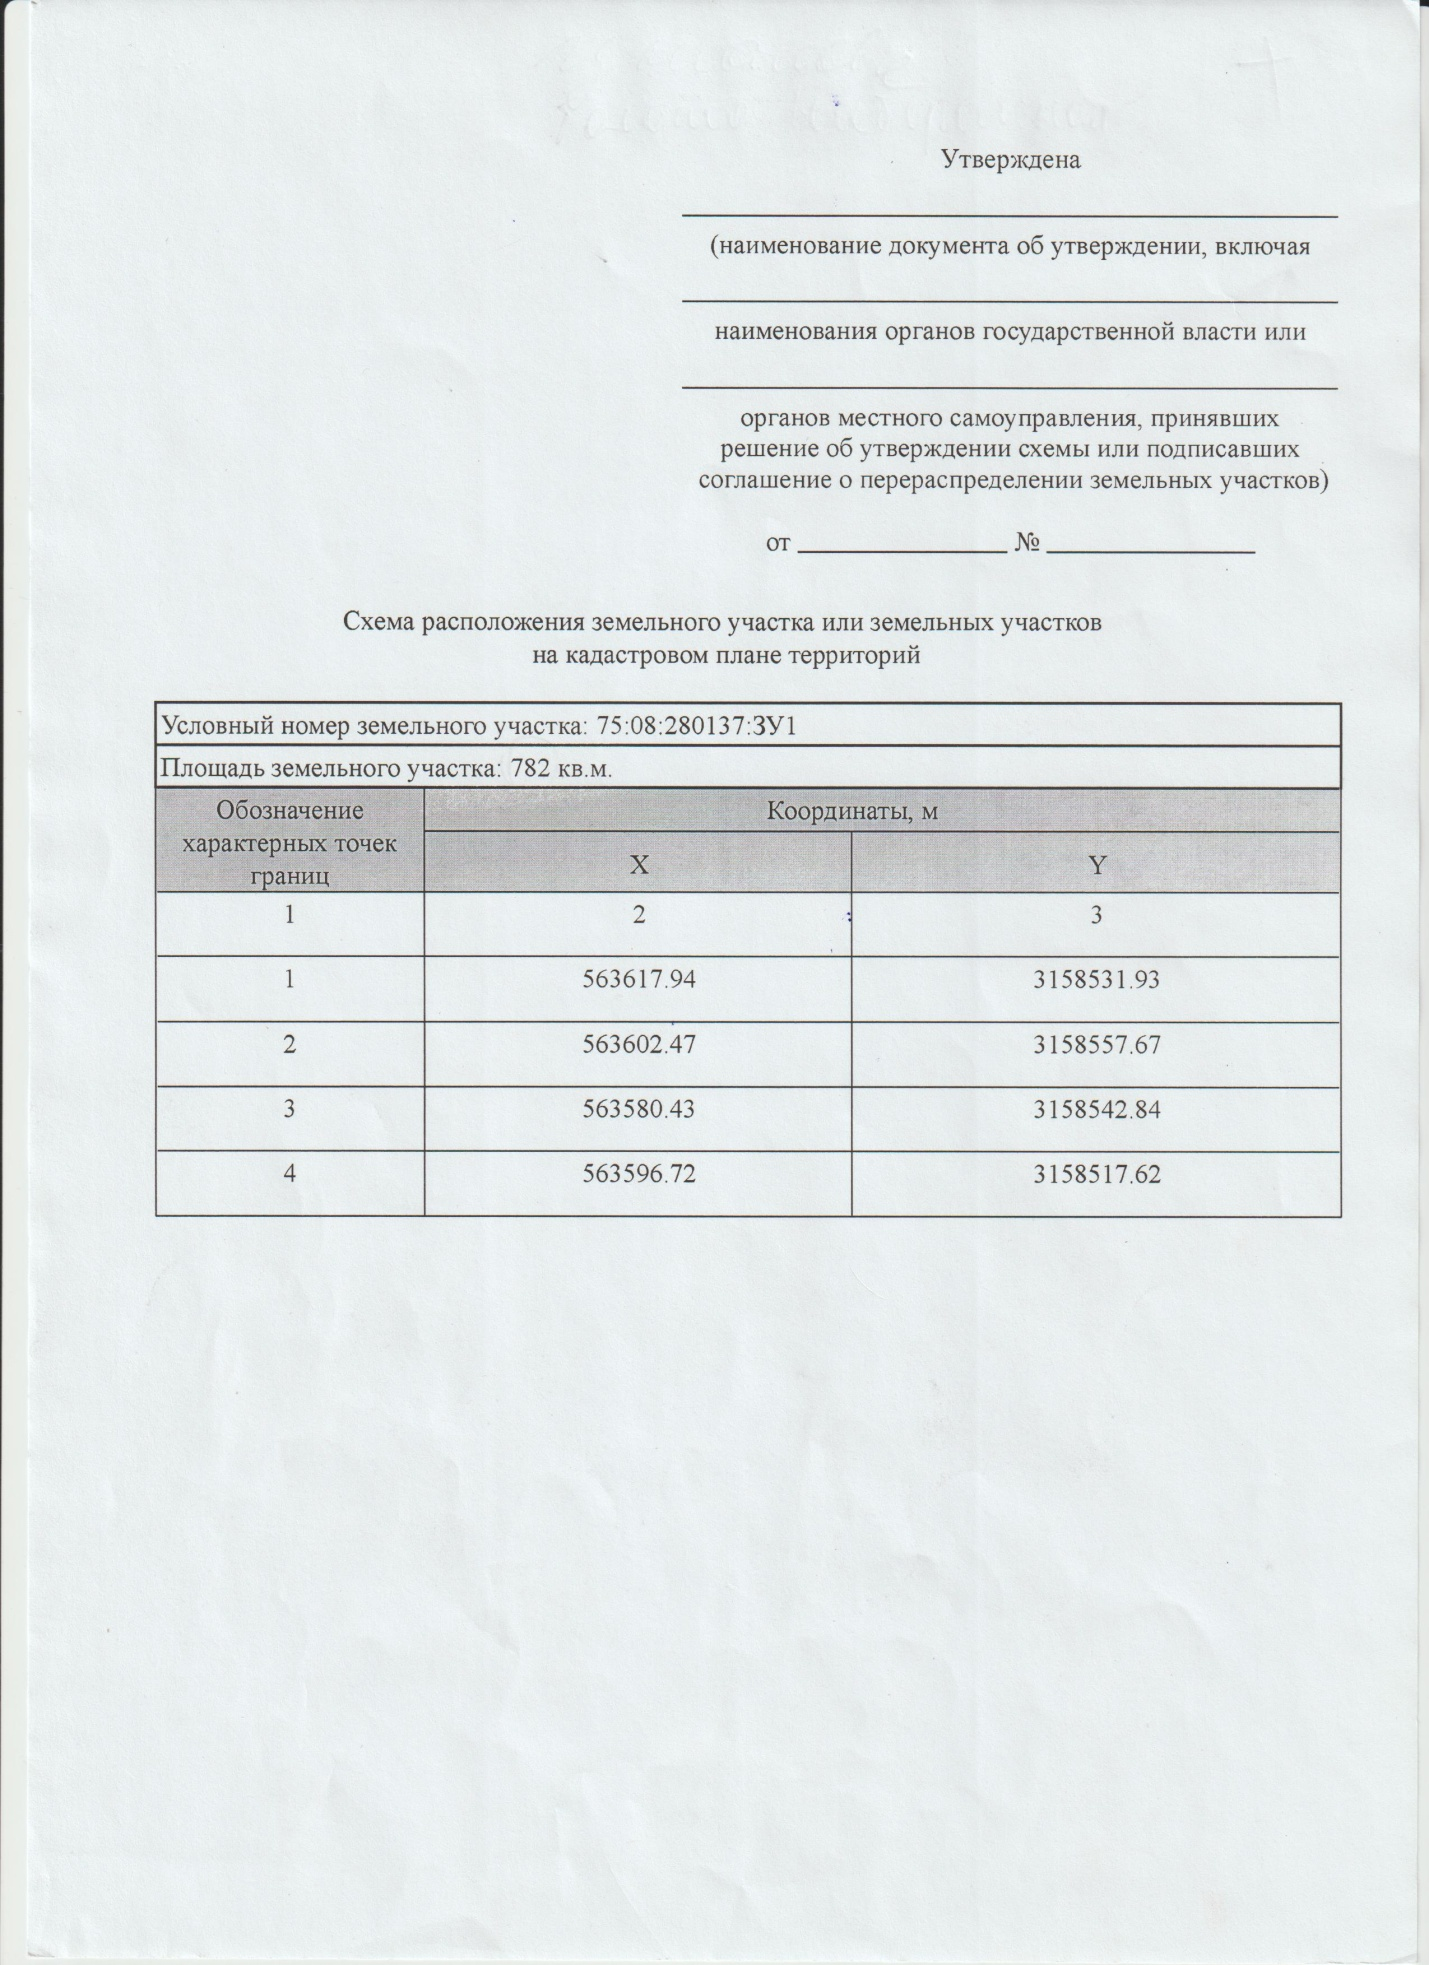 Утверждена
(наименование документа об утверждении, включая
наименования органов государственной власти или
органов местного самоуправления, принявших
решение об утверждении схемы или подписавших
соглашение о перераспределении земельных участков)
от ____________ № ____________
Схема расположения земельного участка или земельных участков
на кадастровом плане территорий
Условный номер земельного участка: 75:08:280137:ЗУ1
Площадь земельного участка: 782 кв.м.
Обозначение
характерных точек
границ
Координаты, м
X Y
1 2 3
1 563617.94 3158531.93
2 563602.47 3158557.67
3 563580.43 3158542.84
4 563596.72 3158517.62